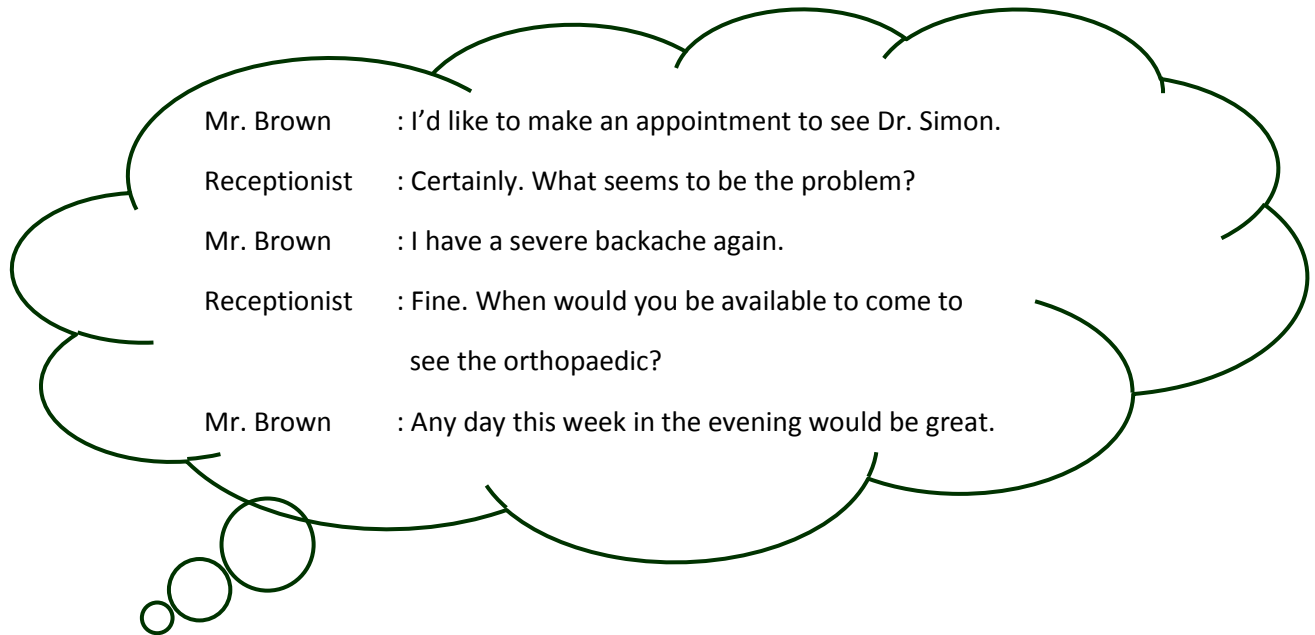 Mr. Brown : I’d like to make an appointment to see Dr. Simon.
Receptionist : Certainly. What seems to be the problem?
Mr. Brown : I have a severe backache again.
Receptionist : Fine. When would you be available to come to
see the orthopaedic?
Mr. Brown : Any day this week in the evening would be great.